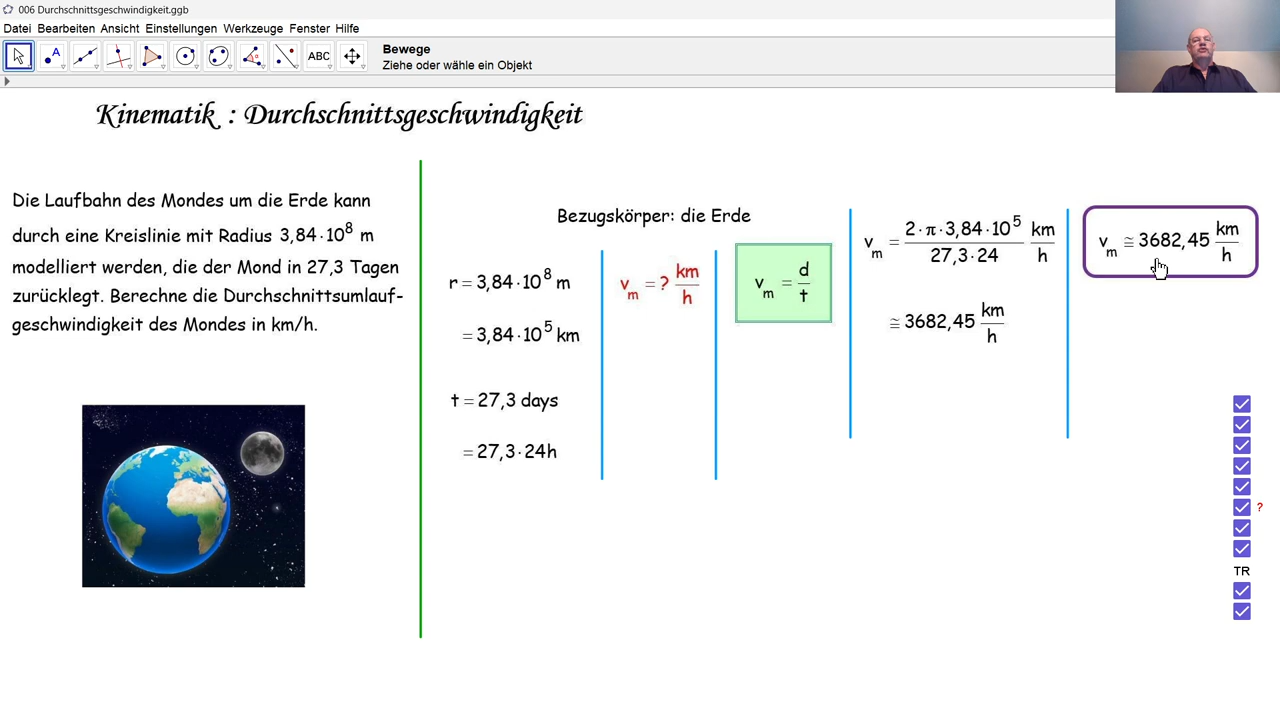 006 Durchschnittsgeschwindigkeit.ggb
Datei Bearbeiten Ansicht Einstellungen Werkzeuge Fenster Hilfe
A
ABC
Bewege
Ziehe oder wähle ein Objekt
Kinematik : Durchschnittsgeschwindigkeit
Die Laufbahn des Mondes um die Erde kann
durch eine Kreislinie mit Radius 3,84·10⁸ m
modelliert werden, die der Mond in 27,3 Tagen
zurücklegt. Berechne die Durchschnittsumlauf-
geschwindigkeit des Mondes in km/h.
Bezugskörper: die Erde
r = 3,84·10⁸ m
= 3,84·10⁵ km
t = 27,3 days
= 27,3·24h
vₘ = ? km/h
vₘ = d/t
vₘ = 2·π·3,84·10⁵/27,3·24 km/h
≅ 3682,45 km/h
vₘ ≅ 3682,45 km/h
?
TR